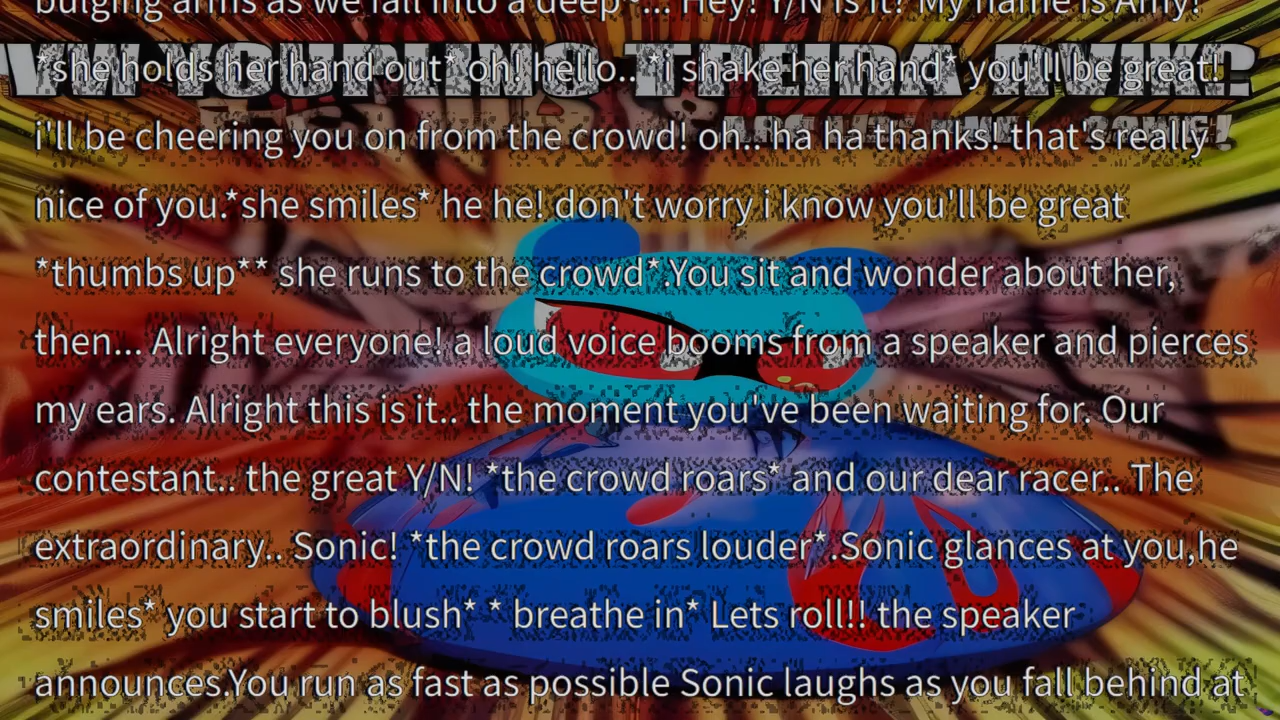 bulging arms as we fall into a deep~... Hey! Y/N is it? My name is Amy!
*she holds her hand out* oh! hello.. *i shake her hand* you'll be great!
i'll be cheering you on from the crowd! oh.. ha ha thanks! that's really
nice of you.*she smiles* he he! don't worry i know you'll be great
*thumbs up** she runs to the crowd*.You sit and wonder about her,
then... Alright everyone! a loud voice booms from a speaker and pierces
my ears. Alright this is it.. the moment you've been waiting for. Our
contestant.. the great Y/N! *the crowd roars* and our dear racer.. The
extraordinary.. Sonic! *the crowd roars louder*.Sonic glances at you,he
smiles* you start to blush* * breathe in* Lets roll!! the speaker
announces.You run as fast as possible Sonic laughs as you fall behind at